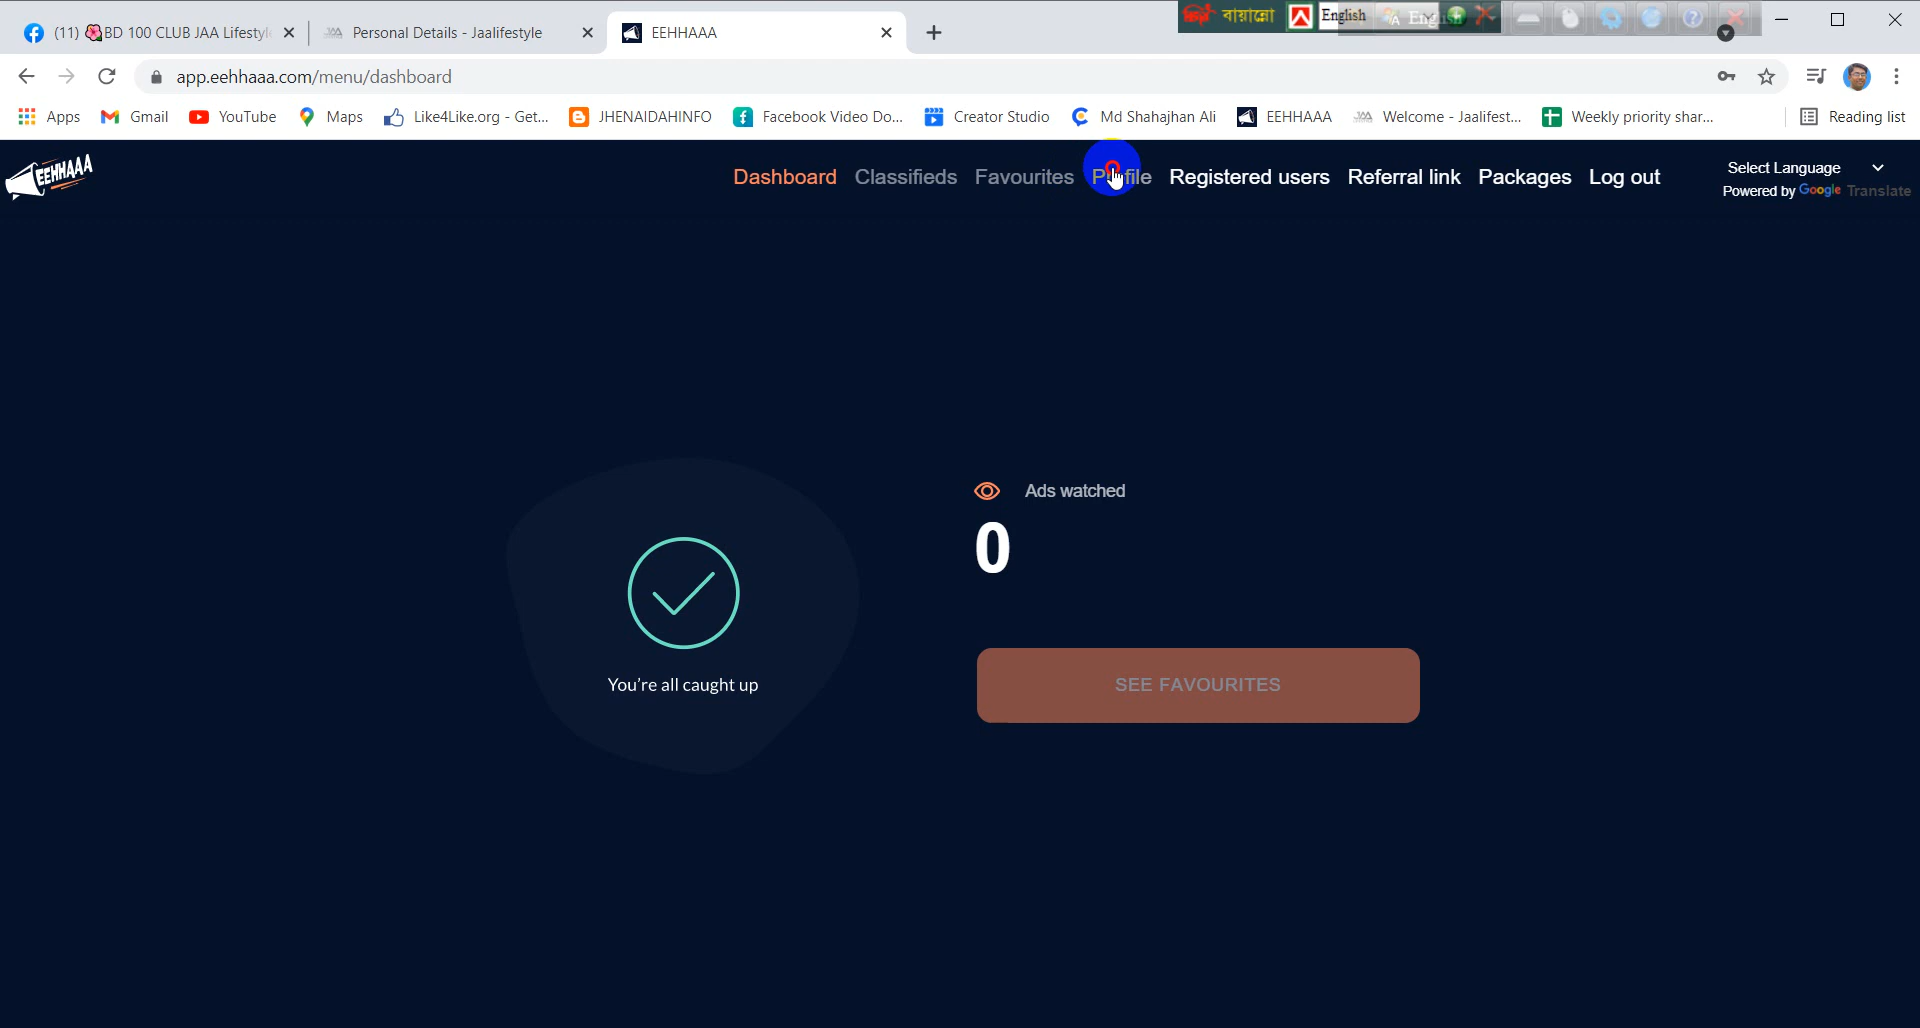 (11) 🌺BD 100 CLUB JAA Lifestyl
Personal Details - Jaalifestyle
EEHHAAA
বায়ান্নো
English
app.eehhaaa.com/menu/dashboard
Apps
Gmail
YouTube
Maps
Like4Like.org - Get...
JHENAIDAHINFO
Facebook Video Do...
Creator Studio
Md Shahajhan Ali
EEHHAAA
Welcome - Jaalifest...
Weekly priority shar...
Reading list
EEHHAAA
Dashboard
Classifieds
Favourites
Profile
Registered users
Referral link
Packages
Log out
Select Language
Powered by Google Translate
Ads watched
0
You're all caught up
SEE FAVOURITES